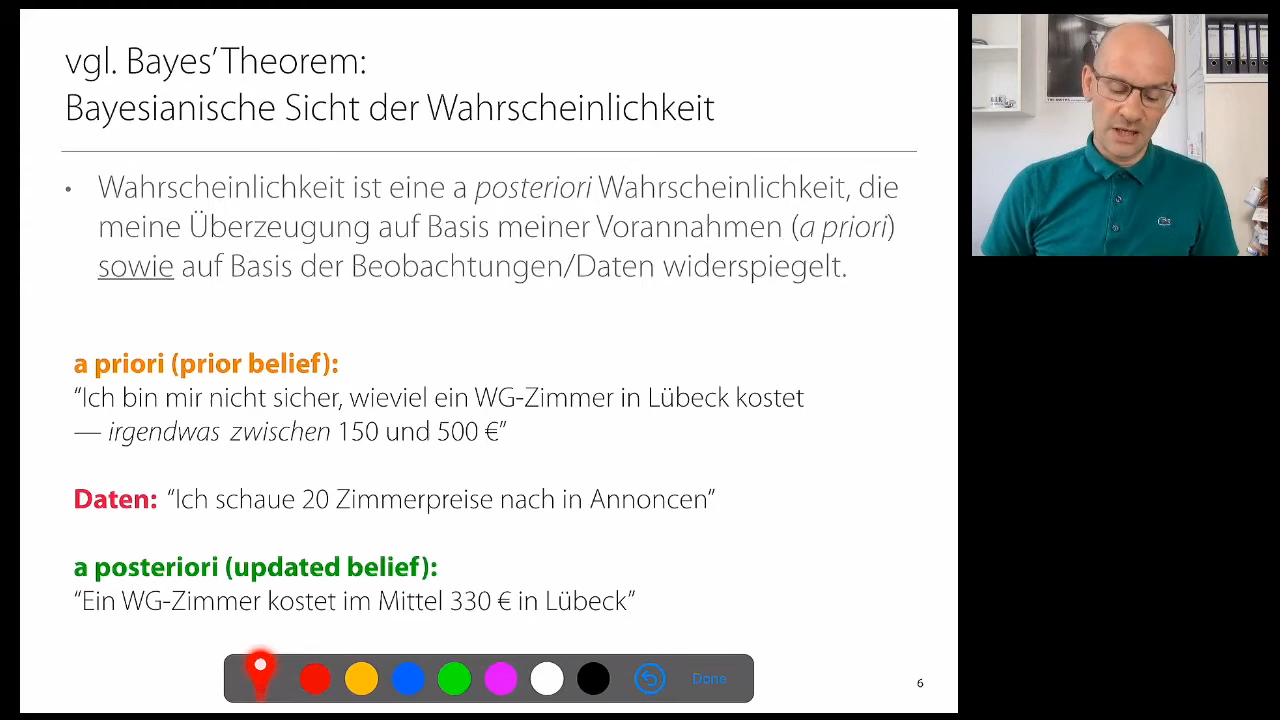 vgl. Bayes’ Theorem:
Bayesianische Sicht der Wahrscheinlichkeit
• Wahrscheinlichkeit ist eine a posteriori Wahrscheinlichkeit, die
meine Überzeugung auf Basis meiner Vorannahmen (a priori)
sowie auf Basis der Beobachtungen/Daten widerspiegelt.
a priori (prior belief):
“Ich bin mir nicht sicher, wieviel ein WG-Zimmer in Lübeck kostet
— irgendwas zwischen 150 und 500 €”
Daten: “Ich schaue 20 Zimmerpreise nach in Annoncen”
a posteriori (updated belief):
“Ein WG-Zimmer kostet im Mittel 330 € in Lübeck”
Done
6